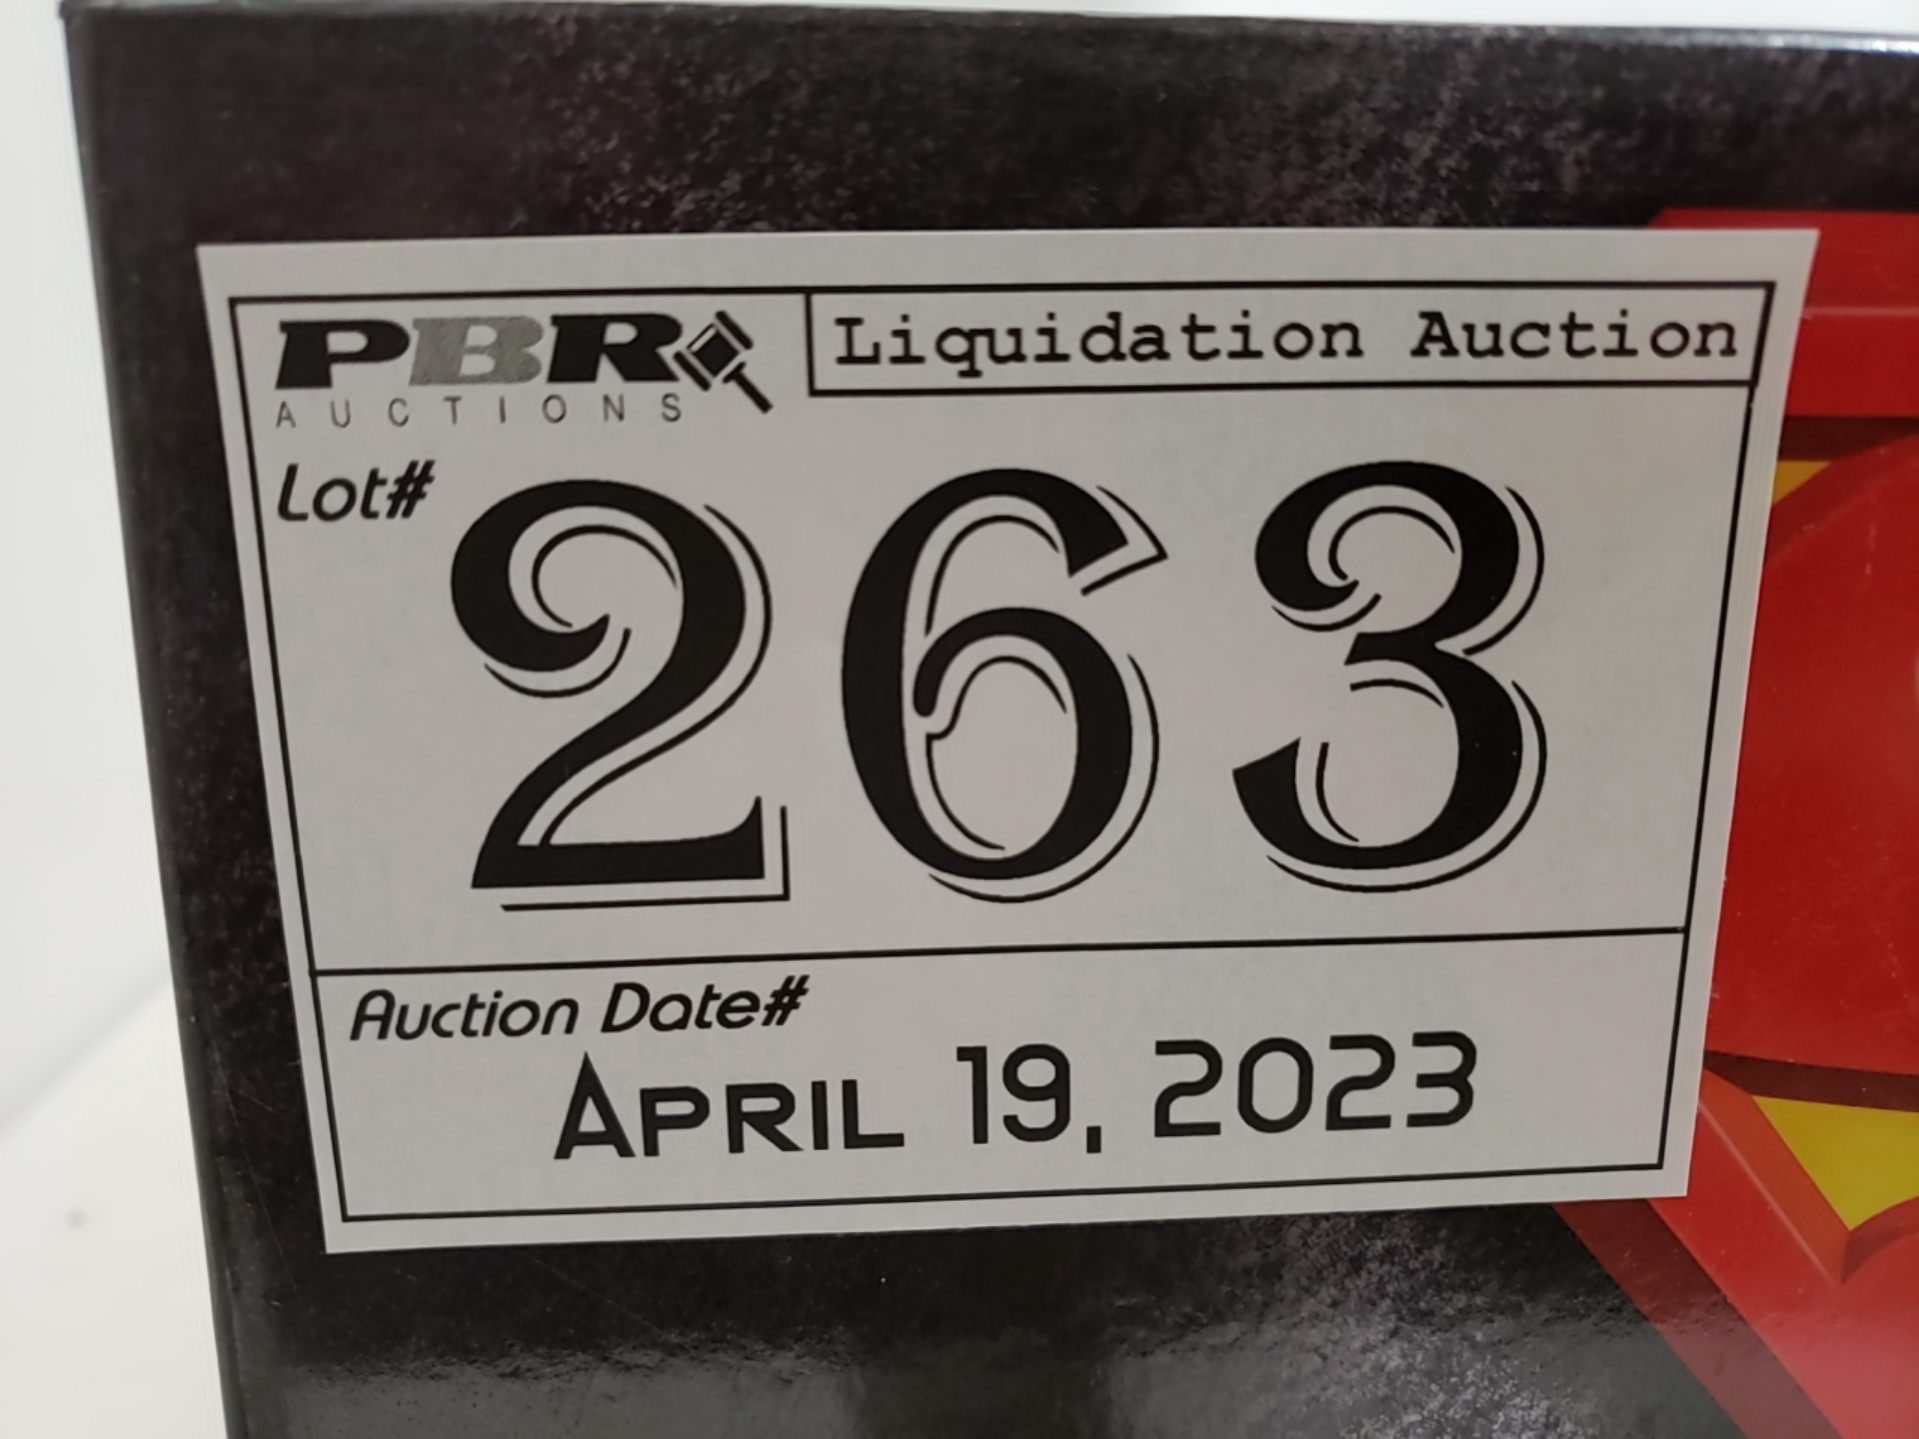 PBR
AUCTIONS
Liquidation Auction
Lot#
263
Auction Date#
APRIL 19, 2023